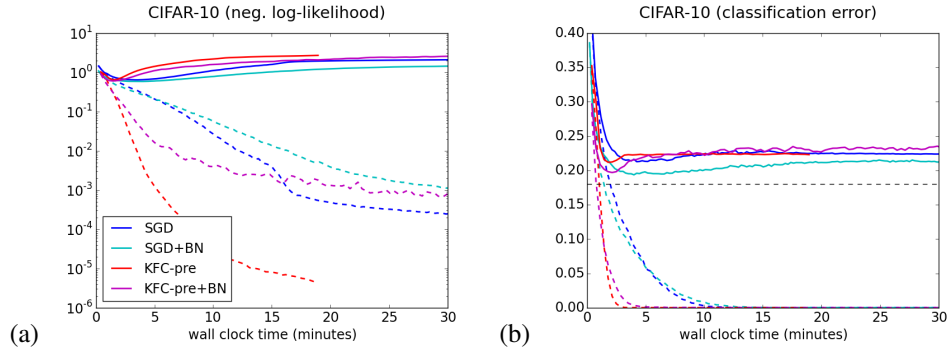 CIFAR-10 (neg. log-likelihood)
10^1
10^0
10^-1
10^-2
10^-3
10^-4
10^-5
10^-6
SGD
SGD+BN
KFC-pre
KFC-pre+BN
0 5 10 15 20 25 30
wall clock time (minutes)
(a)
CIFAR-10 (classification error)
0.40
0.35
0.30
0.25
0.20
0.15
0.10
0.05
0.00
0 5 10 15 20 25 30
wall clock time (minutes)
(b)